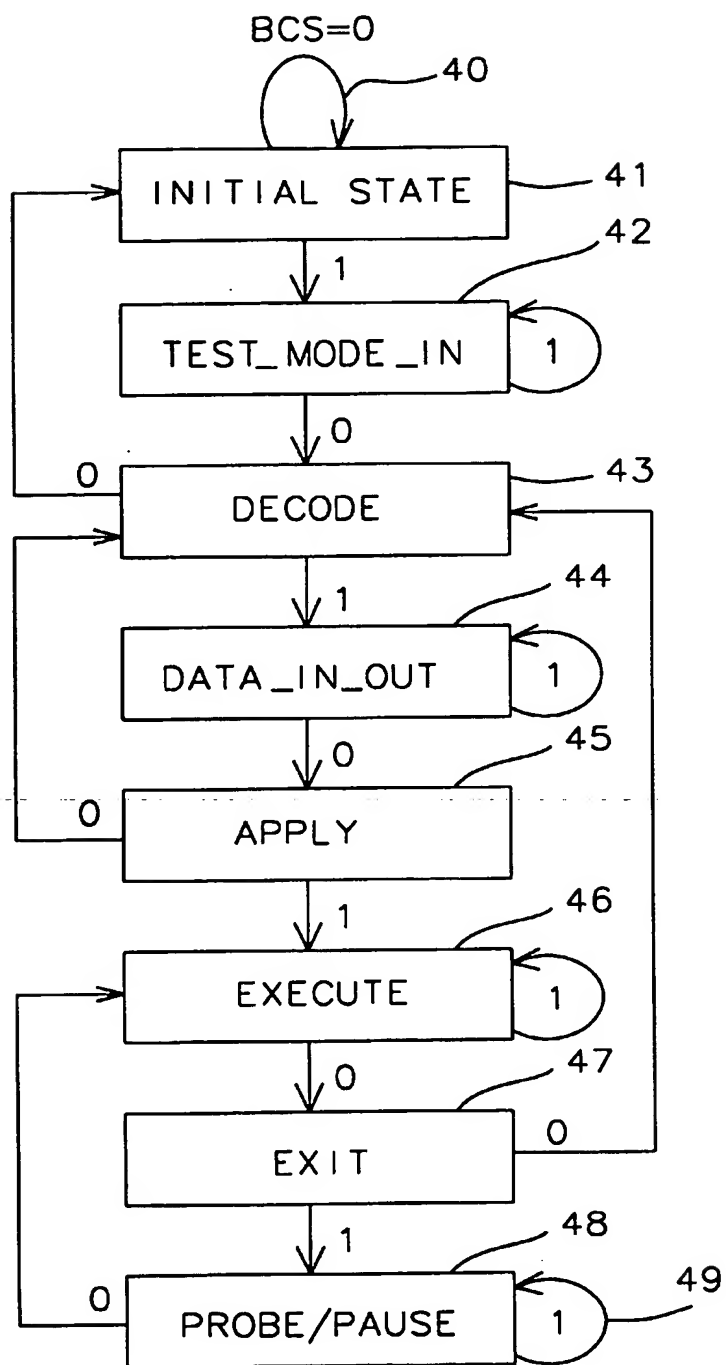 BCS=0
40
INITIAL STATE
41
1
42
TEST_MODE_IN
1
0
0
43
DECODE
1
44
DATA_IN_OUT
1
0
45
0
APPLY
1
46
EXECUTE
1
0
47
EXIT
0
1
48
0
PROBE/PAUSE
1
49